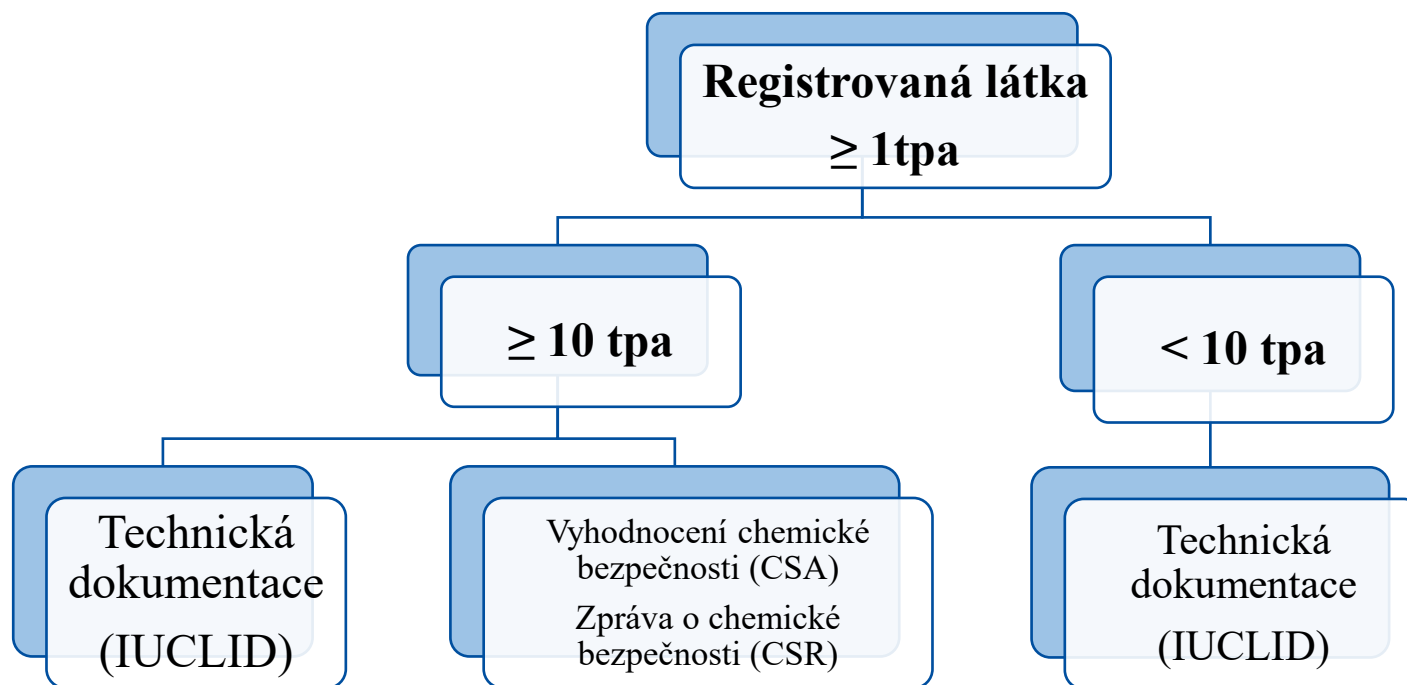 Registrovaná látka
≥ 1tpa
≥ 10 tpa
< 10 tpa
Technická
dokumentace
(IUCLID)
Vyhodnocení chemické
bezpečnosti (CSA)
Zpráva o chemické
bezpečnosti (CSR)
Technická
dokumentace
(IUCLID)